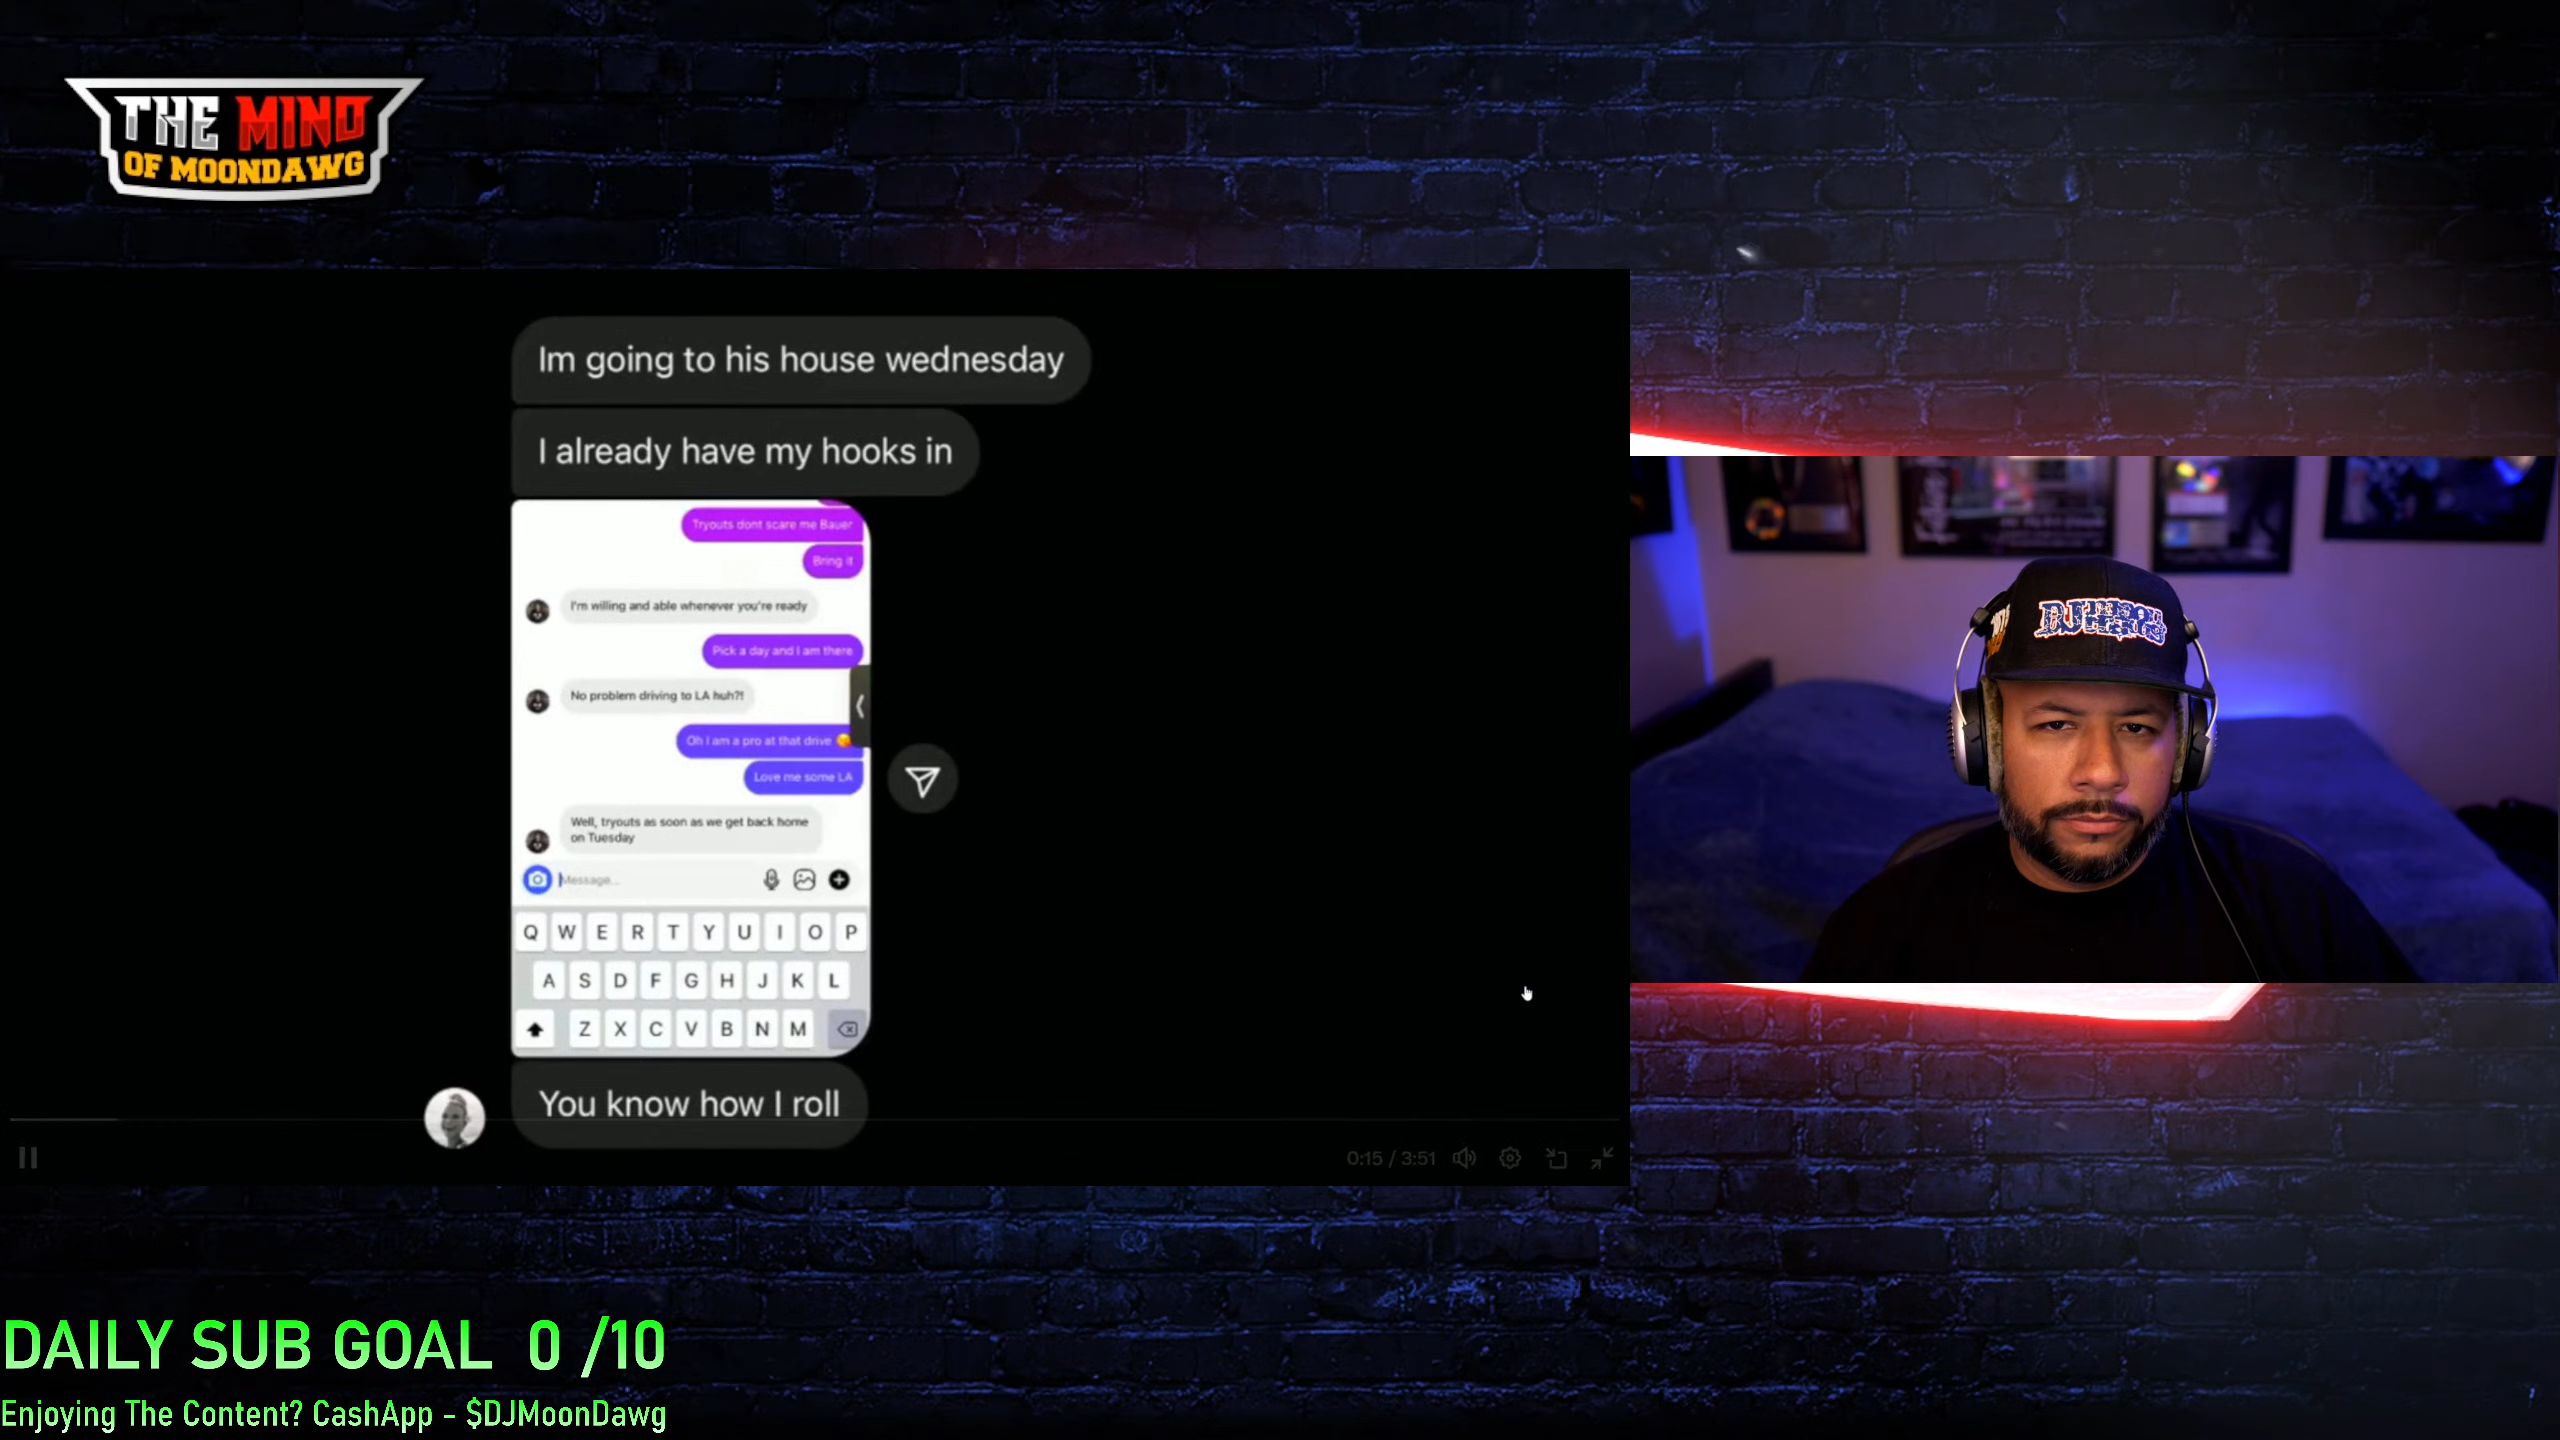 THE MIND
OF MOONDAWG
Im going to his house wednesday
I already have my hooks in
Tryouts dont scare me Bauer
Bring it
I'm willing and able whenever you're ready
Pick a day and I am there
No problem driving to LA huh?!
Oh I am a pro at that drive
Love me some LA
Well, tryouts as soon as we get back home
on Tuesday
Message...
Q W E R T Y U I O P
A S D F G H J K L
Z X C V B N M
You know how I roll
0:15 / 3:51
DAILY SUB GOAL 0 /10
Enjoying The Content? CashApp - $DJMoonDawg